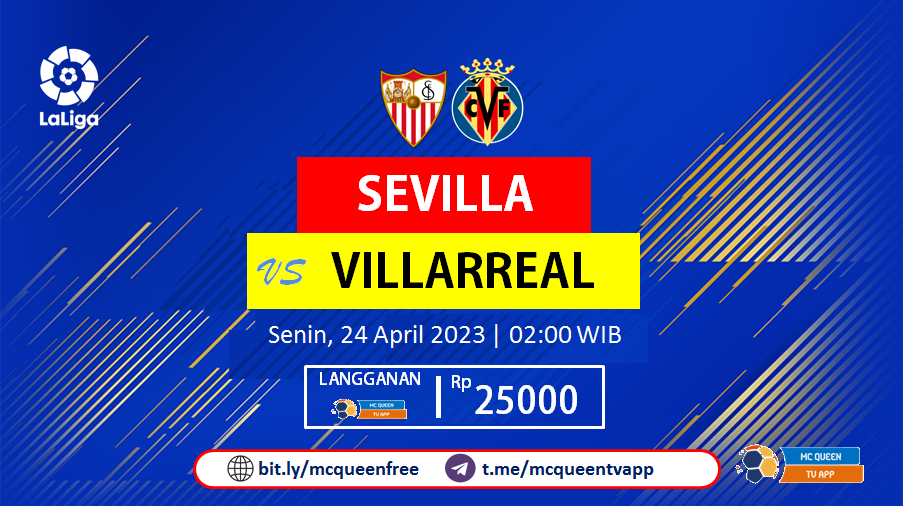 LaLiga
CVF
SEVILLA
VS VILLARREAL
Senin, 24 April 2023 | 02:00 WIB
LANGGANAN
MC QUEEN
TV APP
Rp 25000
bit.ly/mcqueenfree t.me/mcqueentvapp
MC QUEEN
TV APP